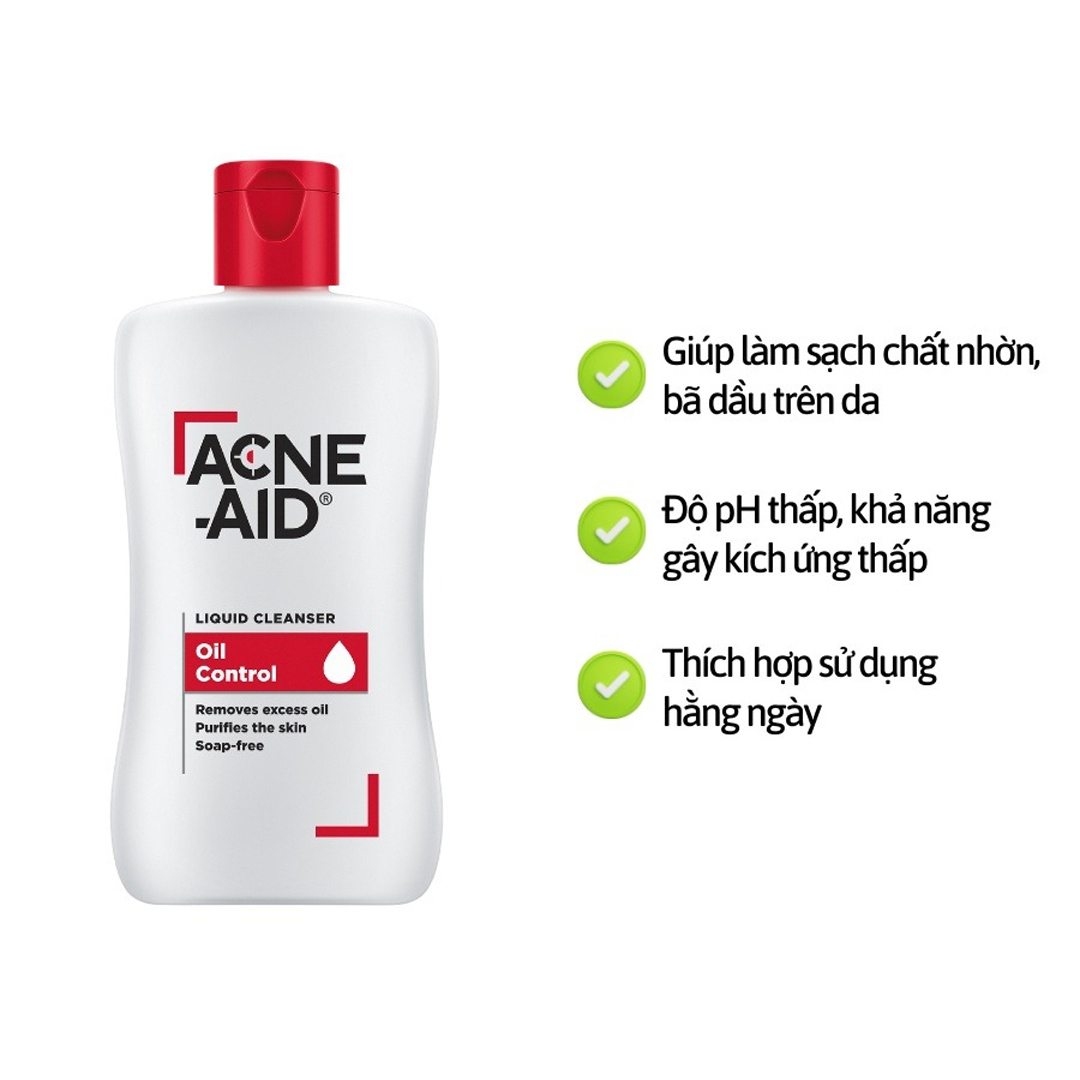 ACNE
-AID®
LIQUID CLEANSER
Oil
Control
Removes excess oil
Purifies the skin
Soap-free
Giúp làm sạch chất nhờn,
bã dầu trên da
Độ pH thấp, khả năng
gây kích ứng thấp
Thích hợp sử dụng
hằng ngày